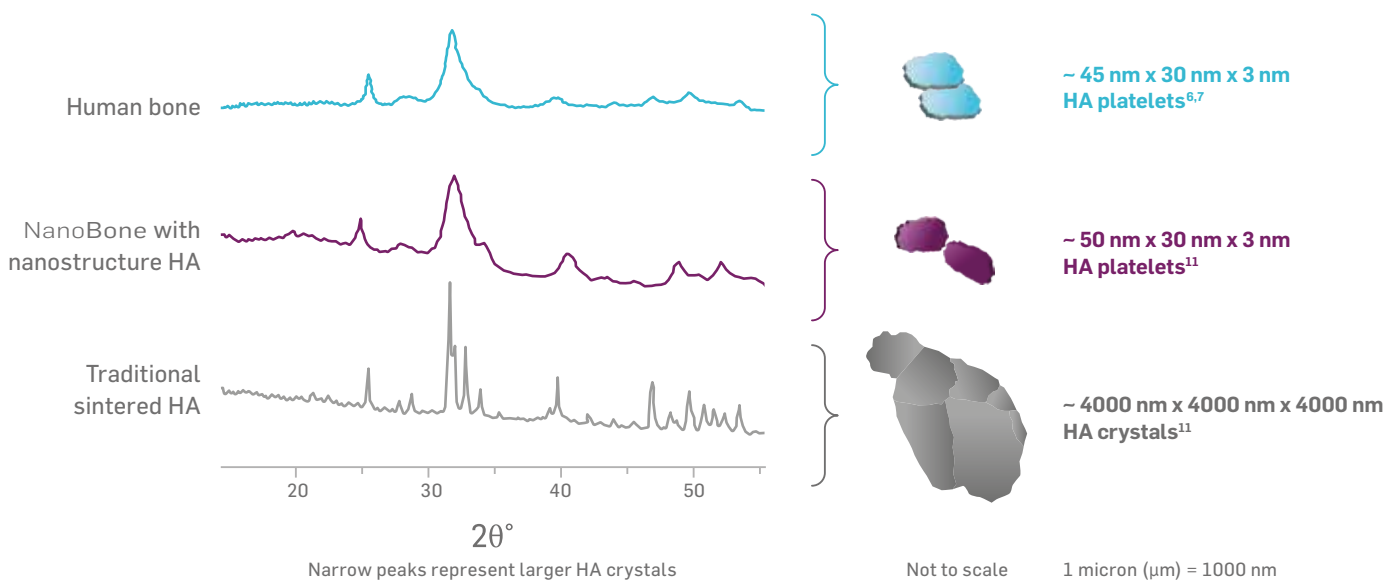 Human bone
~ 45 nm x 30 nm x 3 nm
HA platelets6,7
NanoBone with
nanostructure HA
~ 50 nm x 30 nm x 3 nm
HA platelets11
Traditional
sintered HA
~ 4000 nm x 4000 nm x 4000 nm
HA crystals11
20 30 40 50
2θ°
Narrow peaks represent larger HA crystals
Not to scale
1 micron (µm) = 1000 nm